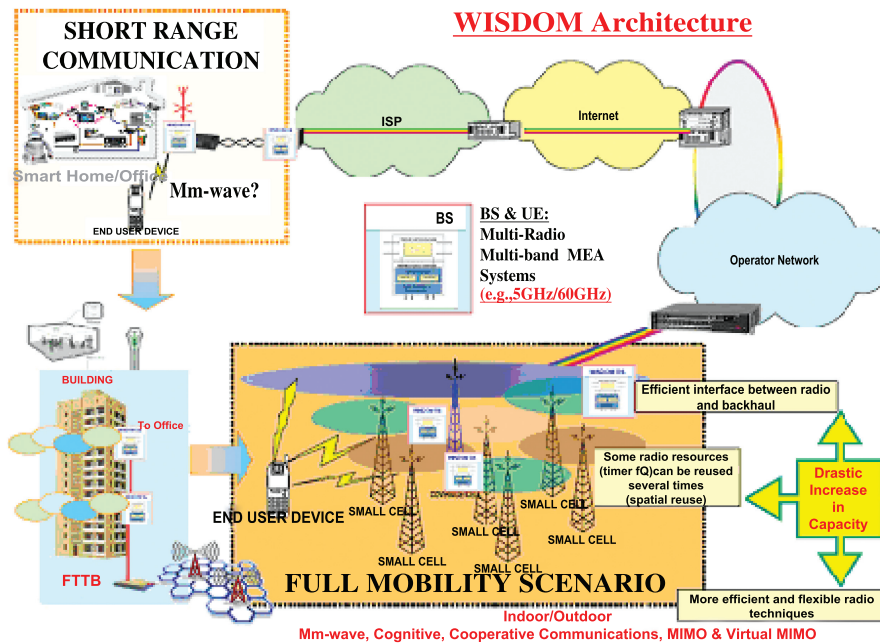 WISDOM Architecture
SHORT RANGE
COMMUNICATION
Smart Home/Office
Mm-wave?
END USER DEVICE
ISP
Internet
Operator Network
BS
BS & UE:
Multi-Radio
Multi-band MEA
Systems
(e.g.,5GHz/60GHz)
BUILDING
To Office
FTTB
END USER DEVICE
SMALL CELL
SMALL CELL
SMALL CELL
SMALL CELL
SMALL CELL
SMALL CELL
FULL MOBILITY SCENARIO
Efficient interface between radio
and backhaul
Some radio resources
(timer fQ)can be reused
several times
(spatial reuse)
Drastic
Increase
in
Capacity
More efficient and flexible radio
techniques
Indoor/Outdoor
Mm-wave, Cognitive, Cooperative Communications, MIMO & Virtual MIMO